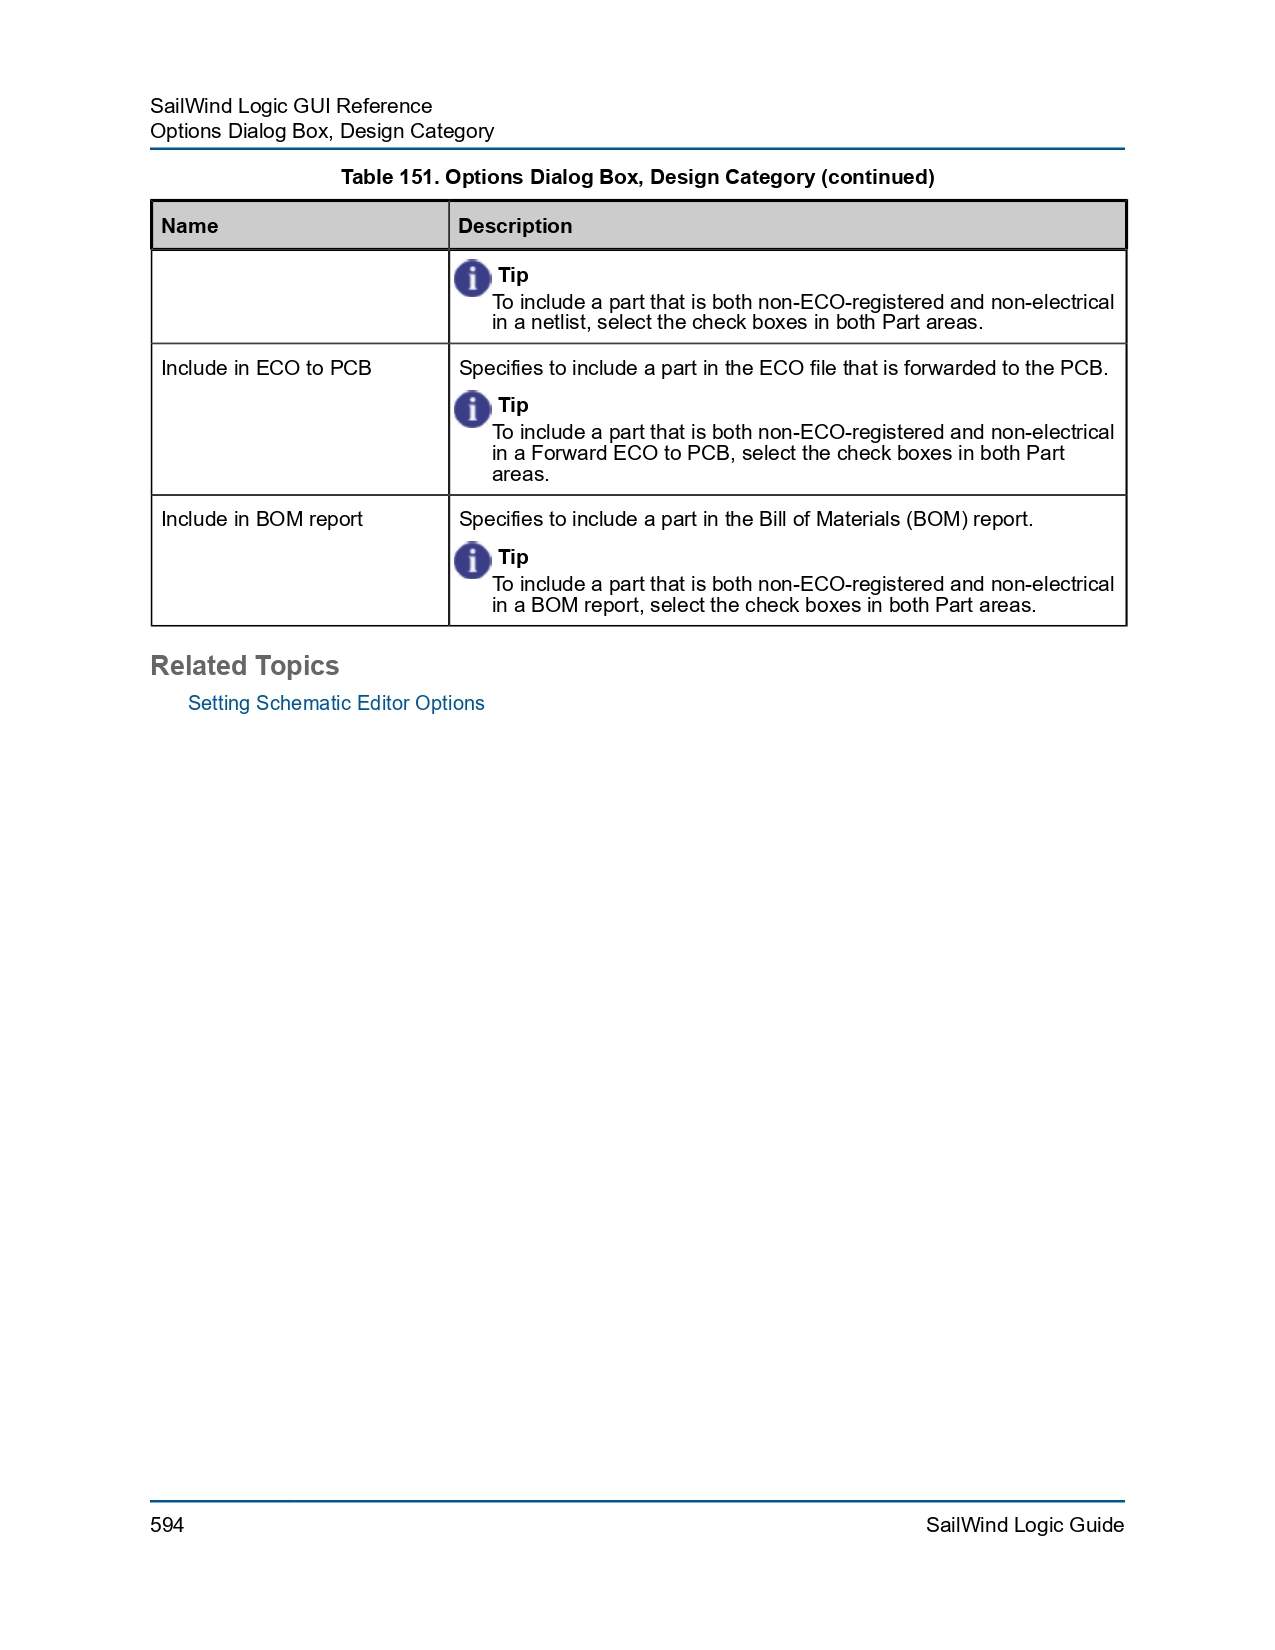 SailWind Logic GUI Reference
Options Dialog Box, Design Category
Table 151. Options Dialog Box, Design Category (continued)
Name
Description
Tip
To include a part that is both non-ECO-registered and non-electrical
in a netlist, select the check boxes in both Part areas.
Include in ECO to PCB
Specifies to include a part in the ECO file that is forwarded to the PCB.
Tip
To include a part that is both non-ECO-registered and non-electrical
in a Forward ECO to PCB, select the check boxes in both Part
areas.
Include in BOM report
Specifies to include a part in the Bill of Materials (BOM) report.
Tip
To include a part that is both non-ECO-registered and non-electrical
in a BOM report, select the check boxes in both Part areas.
Related Topics
Setting Schematic Editor Options
594
SailWind Logic Guide